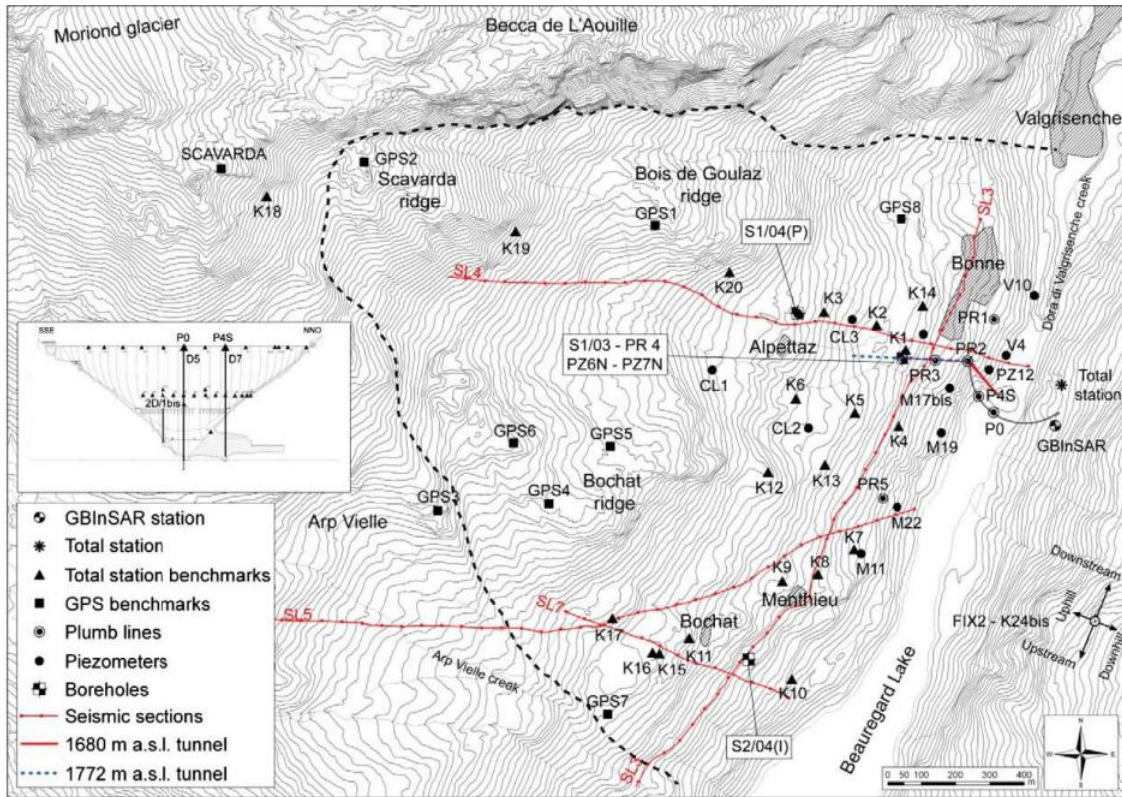 Moriond glacier
Becca de L'Aouille
Valgrisenche
SCAVARDA
GPS2
Scavarda
ridge
K18
Bois de Goulaz
ridge
GPS1
GPS8
SL3
Dora di Valgrisenche creek
K19
S1/04(P)
Bonne
SL4
K20
K3
K2
K14
V10
CL3
PR1
SSE
P0
P4S
NNO
D5
D7
2D/1bis
S1/03 - PR 4
PZ6N - PZ7N
Alpettaz
K1
PR2
V4
PR3
PZ12
CL1
M17bis
P4S
Total
station
K6
K5
P0
GBInSAR
CL2
K4
M19
GPS6
GPS5
K12
K13
PR5
GPS3
GPS4
Bochat
ridge
Arp Vielle
M22
K7
K9
K8
M11
Menthieu
SL7
SL5
K17
Bochat
K11
K16
K15
Arp Vielle creek
K10
GPS7
SL3
S2/04(I)
Beauregard Lake
FIX2 - K24bis
Downstream
Uphill
Upstream
Downhill
GBInSAR station
Total station
Total station benchmarks
GPS benchmarks
Plumb lines
Piezometers
Boreholes
Seismic sections
1680 m a.s.l. tunnel
1772 m a.s.l. tunnel
0 50 100 200 300 400
m
N
W
E
S